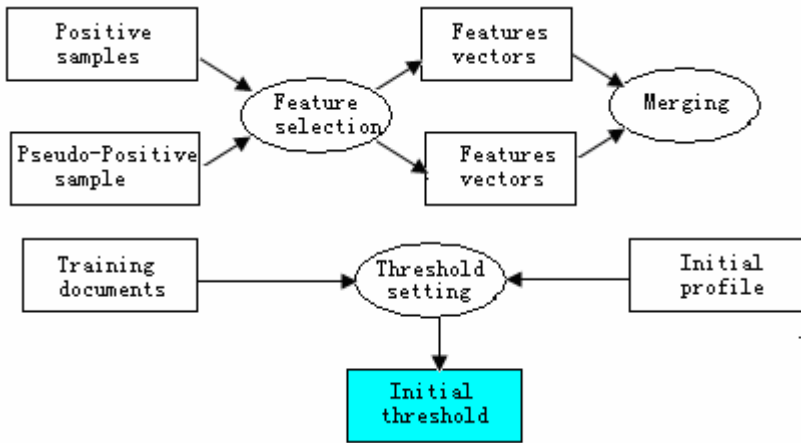 Positive
samples
Features
vectors
Feature
selection
Merging
Pseudo-Positive
sample
Features
vectors
Training
documents
Threshold
setting
Initial
profile
Initial
threshold